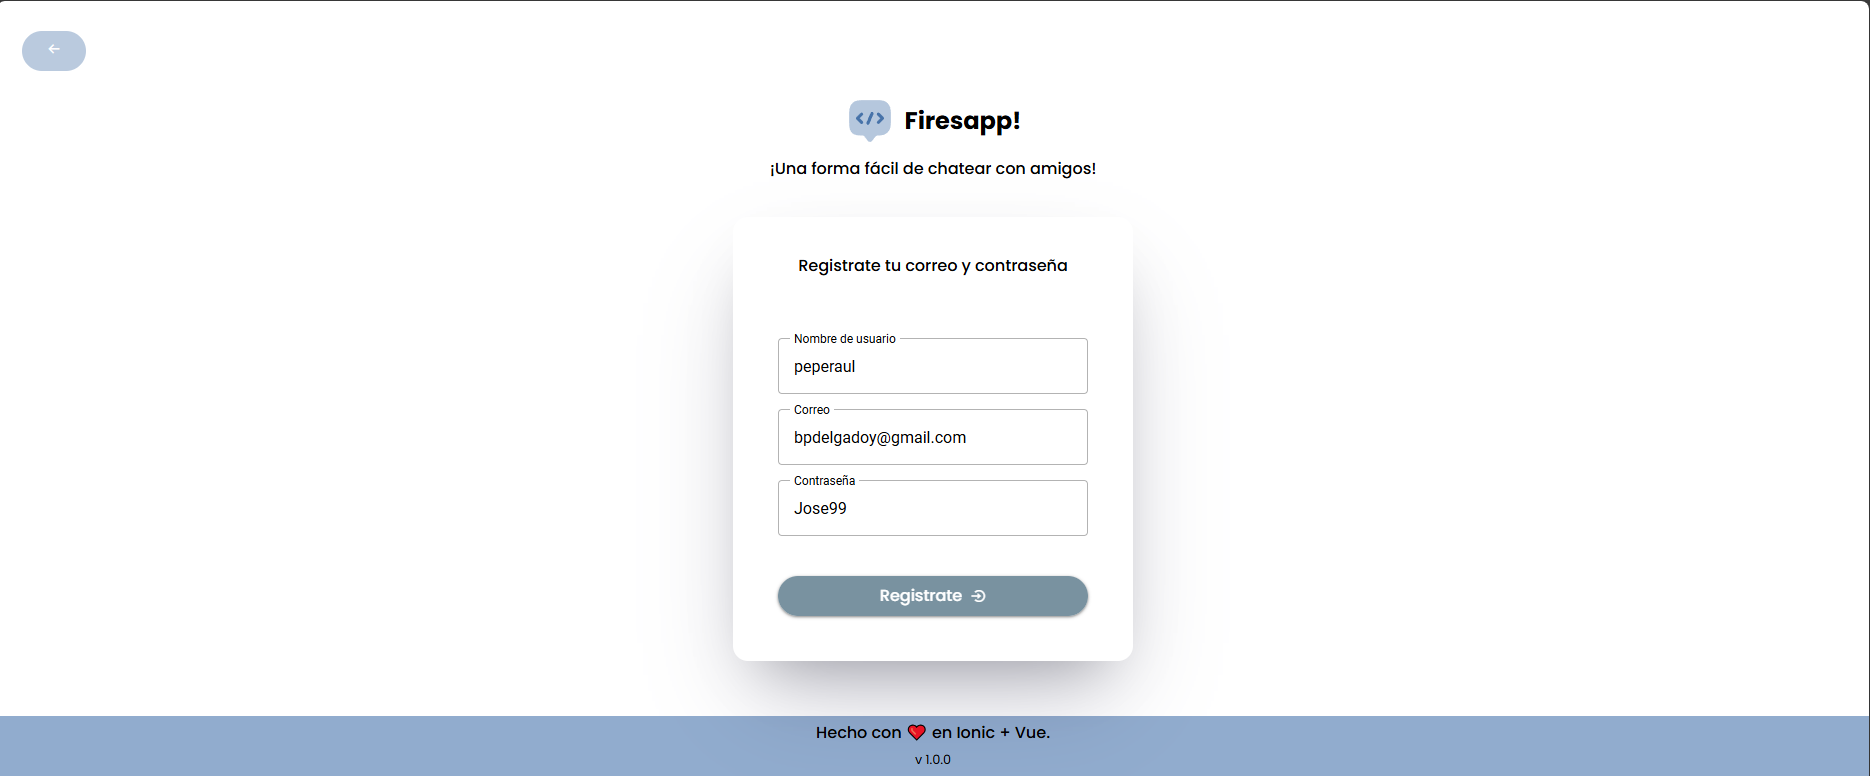 </> Firesapp!
¡Una forma fácil de chatear con amigos!
Registrate tu correo y contraseña
Nombre de usuario
peperaul
Correo
bpdelgadoy@gmail.com
Contraseña
Jose99
Registrate
Hecho con ❤️ en Ionic + Vue.
v 1.0.0